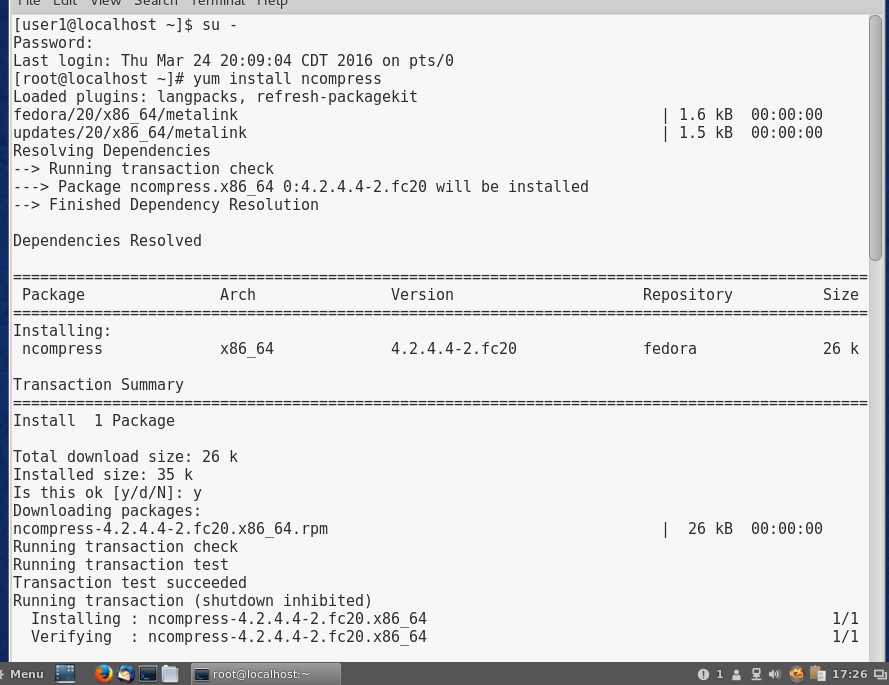 File Edit View Search Terminal Help
[user1@localhost ~]$ su -
Password:
Last login: Thu Mar 24 20:09:04 CDT 2016 on pts/0
[root@localhost ~]# yum install ncompress
Loaded plugins: langpacks, refresh-packagekit
fedora/20/x86_64/metalink | 1.6 kB 00:00:00
updates/20/x86_64/metalink | 1.5 kB 00:00:00
Resolving Dependencies
--> Running transaction check
---> Package ncompress.x86_64 0:4.2.4.4-2.fc20 will be installed
--> Finished Dependency Resolution
Dependencies Resolved
================================================================================
Package Arch Version Repository Size
================================================================================
Installing:
ncompress x86_64 4.2.4.4-2.fc20 fedora 26 k
Transaction Summary
================================================================================
Install 1 Package
Total download size: 26 k
Installed size: 35 k
Is this ok [y/d/N]: y
Downloading packages:
ncompress-4.2.4.4-2.fc20.x86_64.rpm | 26 kB 00:00:00
Running transaction check
Running transaction test
Transaction test succeeded
Running transaction (shutdown inhibited)
Installing : ncompress-4.2.4.4-2.fc20.x86_64 1/1
Verifying : ncompress-4.2.4.4-2.fc20.x86_64 1/1
Menu root@localhost:~ 1 17:26